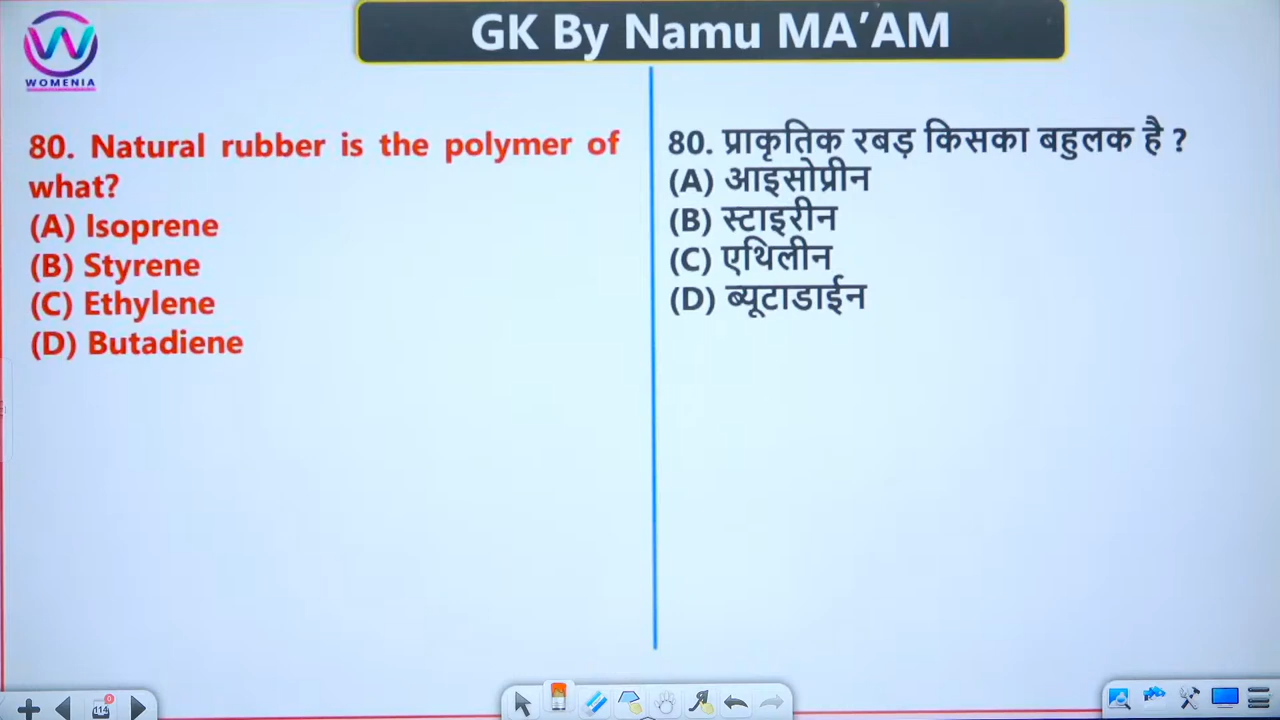 GK By Namu MA'AM
WOMENIA
80. Natural rubber is the polymer of
what?
(A) Isoprene
(B) Styrene
(C) Ethylene
(D) Butadiene
80. प्राकृतिक रबड़ किसका बहुलक है ?
(A) आइसोप्रीन
(B) स्टाइरीन
(C) एथिलीन
(D) ब्यूटाडाईन
114